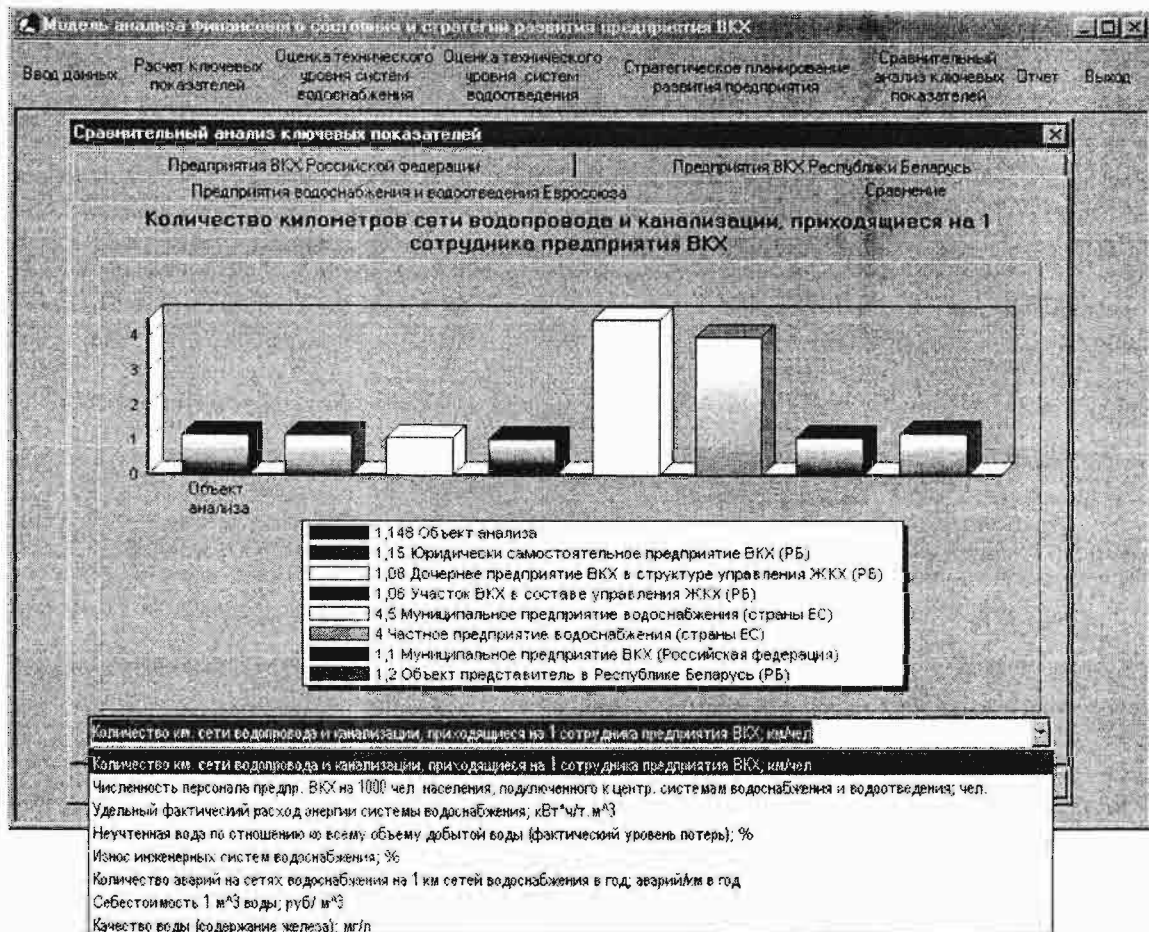 Модель анализа финансового состояния и стратегии развития предприятия ВКХ
Ввод данных
Расчет ключевых
показателей
Оценка технического
уровня систем
водоснабжения
Оценка технического
уровня систем
водоотведения
Стратегическое планирование
развития предприятия
Сравнительный
анализ ключевых
показателей
Отчет
Выход
Сравнительный анализ ключевых показателей
Предприятия ВКХ Российской федерации
Предприятия ВКХ Республики Беларусь
Предприятия водоснабжения и водоотведения Евросоюза
Сравнение
Количество километров сети водопровода и канализации, приходящиеся на 1
сотрудника предприятия ВКХ
4
3
2
1
0
Объект
анализа
1,148 Объект анализа
1,15 Юридически самостоятельное предприятие ВКХ (РБ)
1,08 Дочернее предприятие ВКХ в структуре управления ЖКХ (РБ)
1,06 Участок ВКХ в составе управления ЖКХ (РБ)
4,5 Муниципальное предприятие водоснабжения (страны ЕС)
4 Частное предприятие водоснабжения (страны ЕС)
1,1 Муниципальное предприятие ВКХ (Российская федерация)
1,2 Объект представитель в Республике Беларусь (РБ)
Количество км. сети водопровода и канализации, приходящиеся на 1 сотрудника предприятия ВКХ; км/чел
Количество км. сети водопровода и канализации, приходящиеся на 1 сотрудника предприятия ВКХ; км/чел
Численность персонала предпр. ВКХ на 1000 чел населения, подлюченного к центр. системам водоснабжения и водоотведения; чел.
Удельный фактический расход энергии системы водоснабжения; кВт*ч/т.м^3
Неучтенная вода по отношению ко всему объему добытой воды (фактический уровень потерь); %
Износ инженерных систем водоснабжения; %
Количество аварий на сетях водоснабжения на 1 км сетей водоснабжения в год; аварий/км в год
Себестоимость 1 м^3 воды; руб/ м^3
Качество воды (содержание железа); мг/л